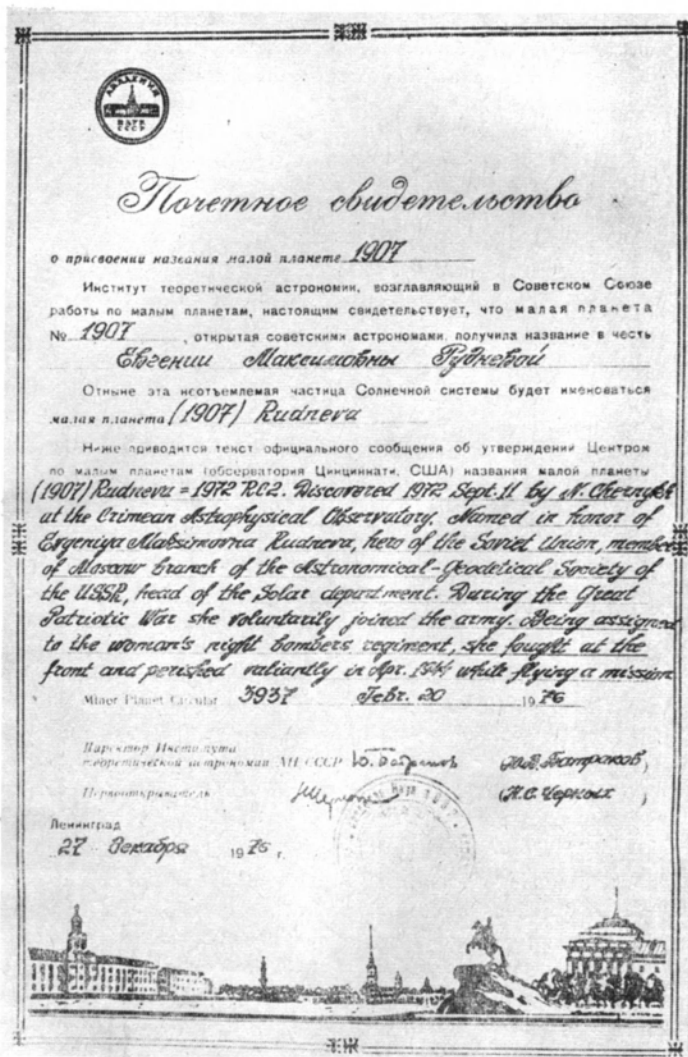 АКАДЕМИЯ
НАУК
СССР
Почетное свидетельство
о присвоении названия малой планете 1907
Институт теоретической астрономии, возглавляющий в Советском Союзе
работы по малым планетам, настоящим свидетельствует, что малая планета
№ 1907, открытая советскими астрономами, получила название в честь
Евгении Максимовны Рудневой
Отныне эта неотъемлемая частица Солнечной системы будет именоваться
малая планета (1907) Rudneva
Ниже приводится текст официального сообщения об утверждении Центром
по малым планетам (обсерватория Цинциннати, США) названия малой планеты
(1907) Rudneva = 1972 RC2. Discovered 1972 Sept. 11 by N. Chernykh
at the Crimean Astrophysical Observatory. Named in honor of
Evgeniya Maksimovna Rudneva, hero of the Soviet Union, member
of Moscow branch of the Astronomical-Geodetical Society of
the USSR, head of the Solar department. During the Great
Patriotic War she voluntarily joined the army. Being assigned
to the woman's night bombers regiment, she fought at the
front and perished valiantly in Apr. 1944 while flying a mission
Minor Planet Circular 3937 Febr. 20 1976
Директор Института
теоретической астрономии АН СССР Ю. Батраков (Ю.В. Батраков)
Первооткрыватель (Н.С. Черных)
Ленинград
27 декабря 1976 г.